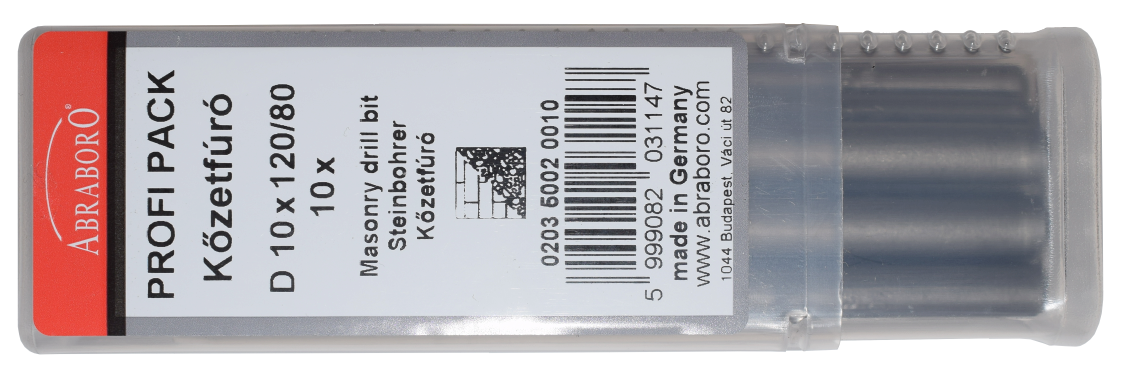 ABRABORO®
PROFI PACK
Kőzetfúró
D 10 x 120/80
10 x
Masonry drill bit
Steinbohrer
Kőzetfúró
0203 5002 0010
5 999082 031147
made in Germany
www.abraboro.com
1044 Budapest, Váci út 82